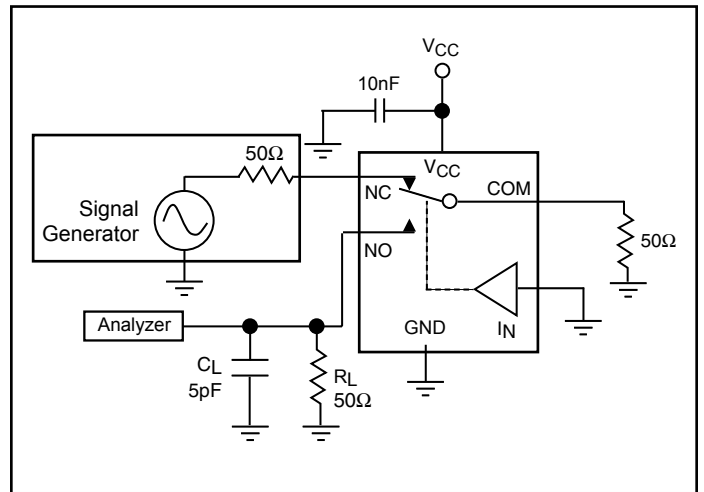 VCC
10nF
50Ω
VCC
NC
COM
Signal
Generator
50Ω
NO
Analyzer
GND
IN
CL
5pF
RL
50Ω